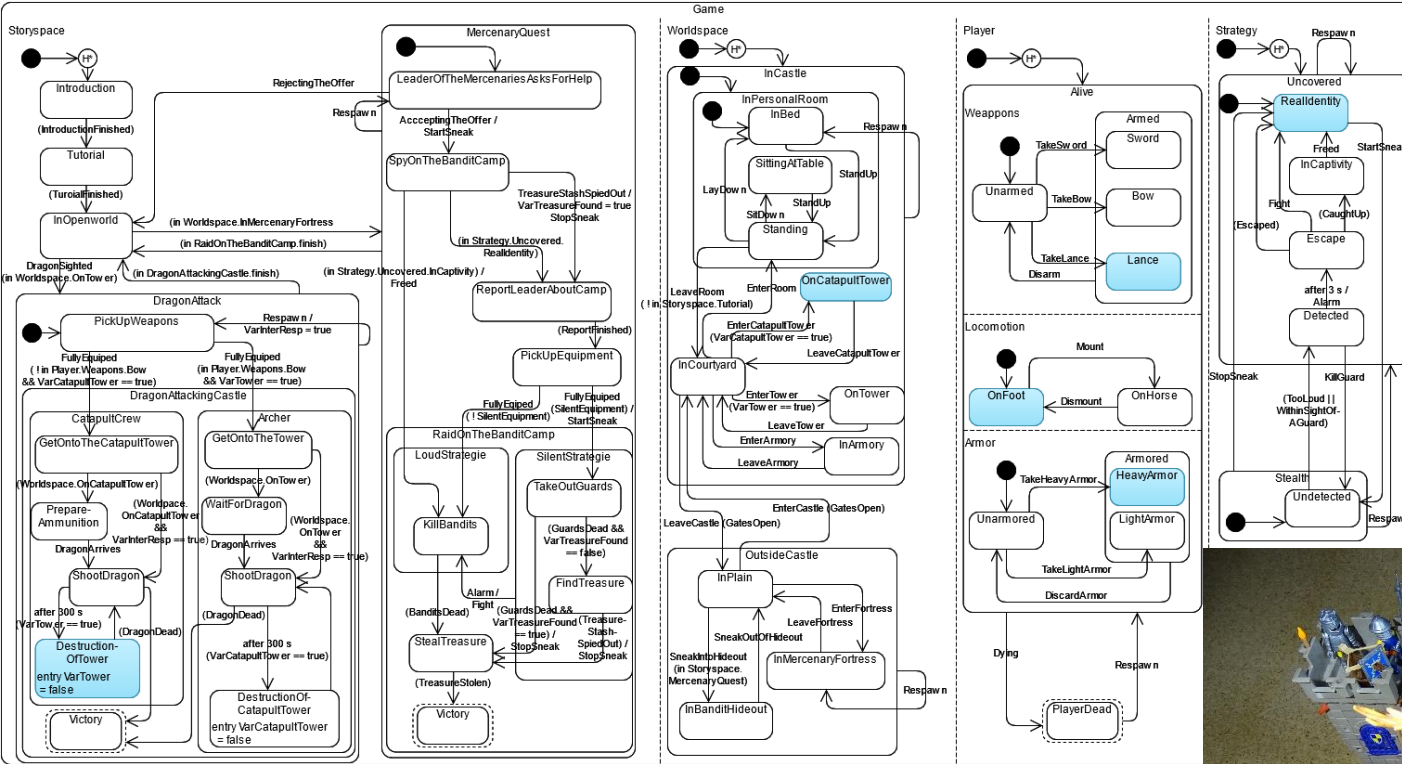 Game
Storyspace
H*
Introduction
(IntroductionFinished)
Tutorial
(TurorialFinished)
InOpenworld
DragonSighted
(in Worldspace.OnTower)
(in DragonAttackingCastle.finish)
RejectingTheOffer
(in Worldspace.InMercenaryFortress
(in RaidOnTheBanditCamp.finish)
DragonAttack
PickUpWeapons
Respawn /
VarInterResp = true
FullyEquiped
( ! in Player.Weapons.Bow
&& VarCatapultTower == true)
FullyEquiped
(in Player.Weapons.Bow
&& VarTower == true)
DragonAttackingCastle
CatapultCrew
GetOntoTheCatapultTower
(Worldspace.OnCatapultTower)
Prepare-
Ammunition
DragonArrives
(Worldpace.
OnCatapultTower
&&
VarInterResp == true)
ShootDragon
after 300 s
(VarTower == true)
(DragonDead)
Destruction-
OfTower
entry VarTower
= false
Victory
Archer
GetOntoTheTower
(Worldspace.OnTower)
WaitForDragon
DragonArrives
(Worldspace.
OnTower
&&
VarInterResp == true)
ShootDragon
(DragonDead)
after 300 s
(VarCatapultTower == true)
DestructionOf-
CatapultTower
entry VarCatapultTower
= false
MercenaryQuest
LeaderOfTheMercenariesAsksForHelp
Respawn
AccceptingTheOffer /
StartSneak
SpyOnTheBanditCamp
TreasureStashSpiedOut /
VarTreasureFound = true
StopSneak
(in Strategy.Uncovered.
RealIdentity)
(in Strategy.Uncovered.InCaptivity) /
Freed
ReportLeaderAboutCamp
(ReportFinished)
PickUpEquipment
FullyEqiped
( ! SilentEquipment)
FullyEquiped
(SilentEquipment) /
StartSneak
RaidOnTheBanditCamp
LoudStrategie
KillBandits
SilentStrategie
TakeOutGuards
(GuardsDead &&
VarTreasureFound
== false)
FindTreasure
Alarm /
Fight
(BanditsDead)
(GuardsDead &&
VarTreasureFound
== true) /
StopSneak
(Treasure-
Stash-
SpiedOut) /
StopSneak
StealTreasure
(TreasureStolen)
Victory
Worldspace
H*
InCastle
InPersonalRoom
InBed
Respawn
SittingAtTable
StandUp
LayDown
SitDown
StandUp
Standing
LeaveRoom
( ! in.Storyspace.Tutorial)
EnterRoom
OnCatapultTower
EnterCatapultTower
(VarCatapultTower == true)
LeaveCatapultTower
InCourtyard
EnterTower
(VarTower == true)
OnTower
LeaveTower
EnterArmory
InArmory
LeaveArmory
LeaveCastle (GatesOpen)
EnterCastle (GatesOpen)
OutsideCastle
InPlain
EnterFortress
LeaveFortress
SneakOutOfHideout
SneakIntoHideout
(in Storyspace.
MercenaryQuest)
InMercenaryFortress
Respawn
InBanditHideout
Player
H*
Alive
Weappons
Armed
TakeSword
Sword
Unarmed
TakeBow
Bow
TakeLance
Lance
Disarm
Locomotion
Mount
OnFoot
Dismount
OnHorse
Armor
Armored
TakeHeavyArmor
HeavyArmor
Unarmored
LightArmor
TakeLightArmor
DiscardArmor
Dying
Respawn
PlayerDead
Strategy
H*
Respawn
Uncovered
RealIdentity
Freed
StartSneak
InCaptivity
Fight
(CaughtUp)
(Escaped)
Escape
after 3 s /
Alarm
Detected
StopSneak
KillGuard
(TooLoud ||
WithinSightOf-
AGuard)
Stealth
Undetected
Respawn